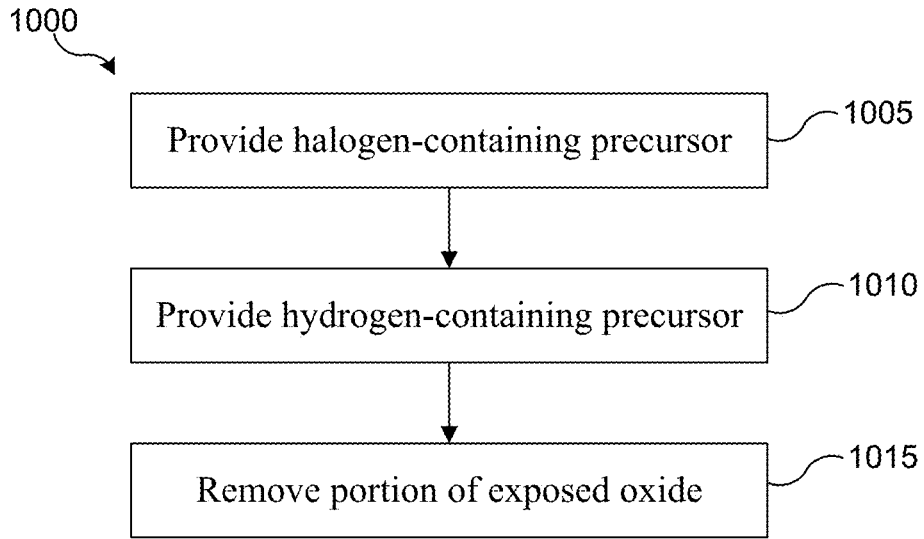 1000
Provide halogen-containing precursor
1005
Provide hydrogen-containing precursor
1010
Remove portion of exposed oxide
1015